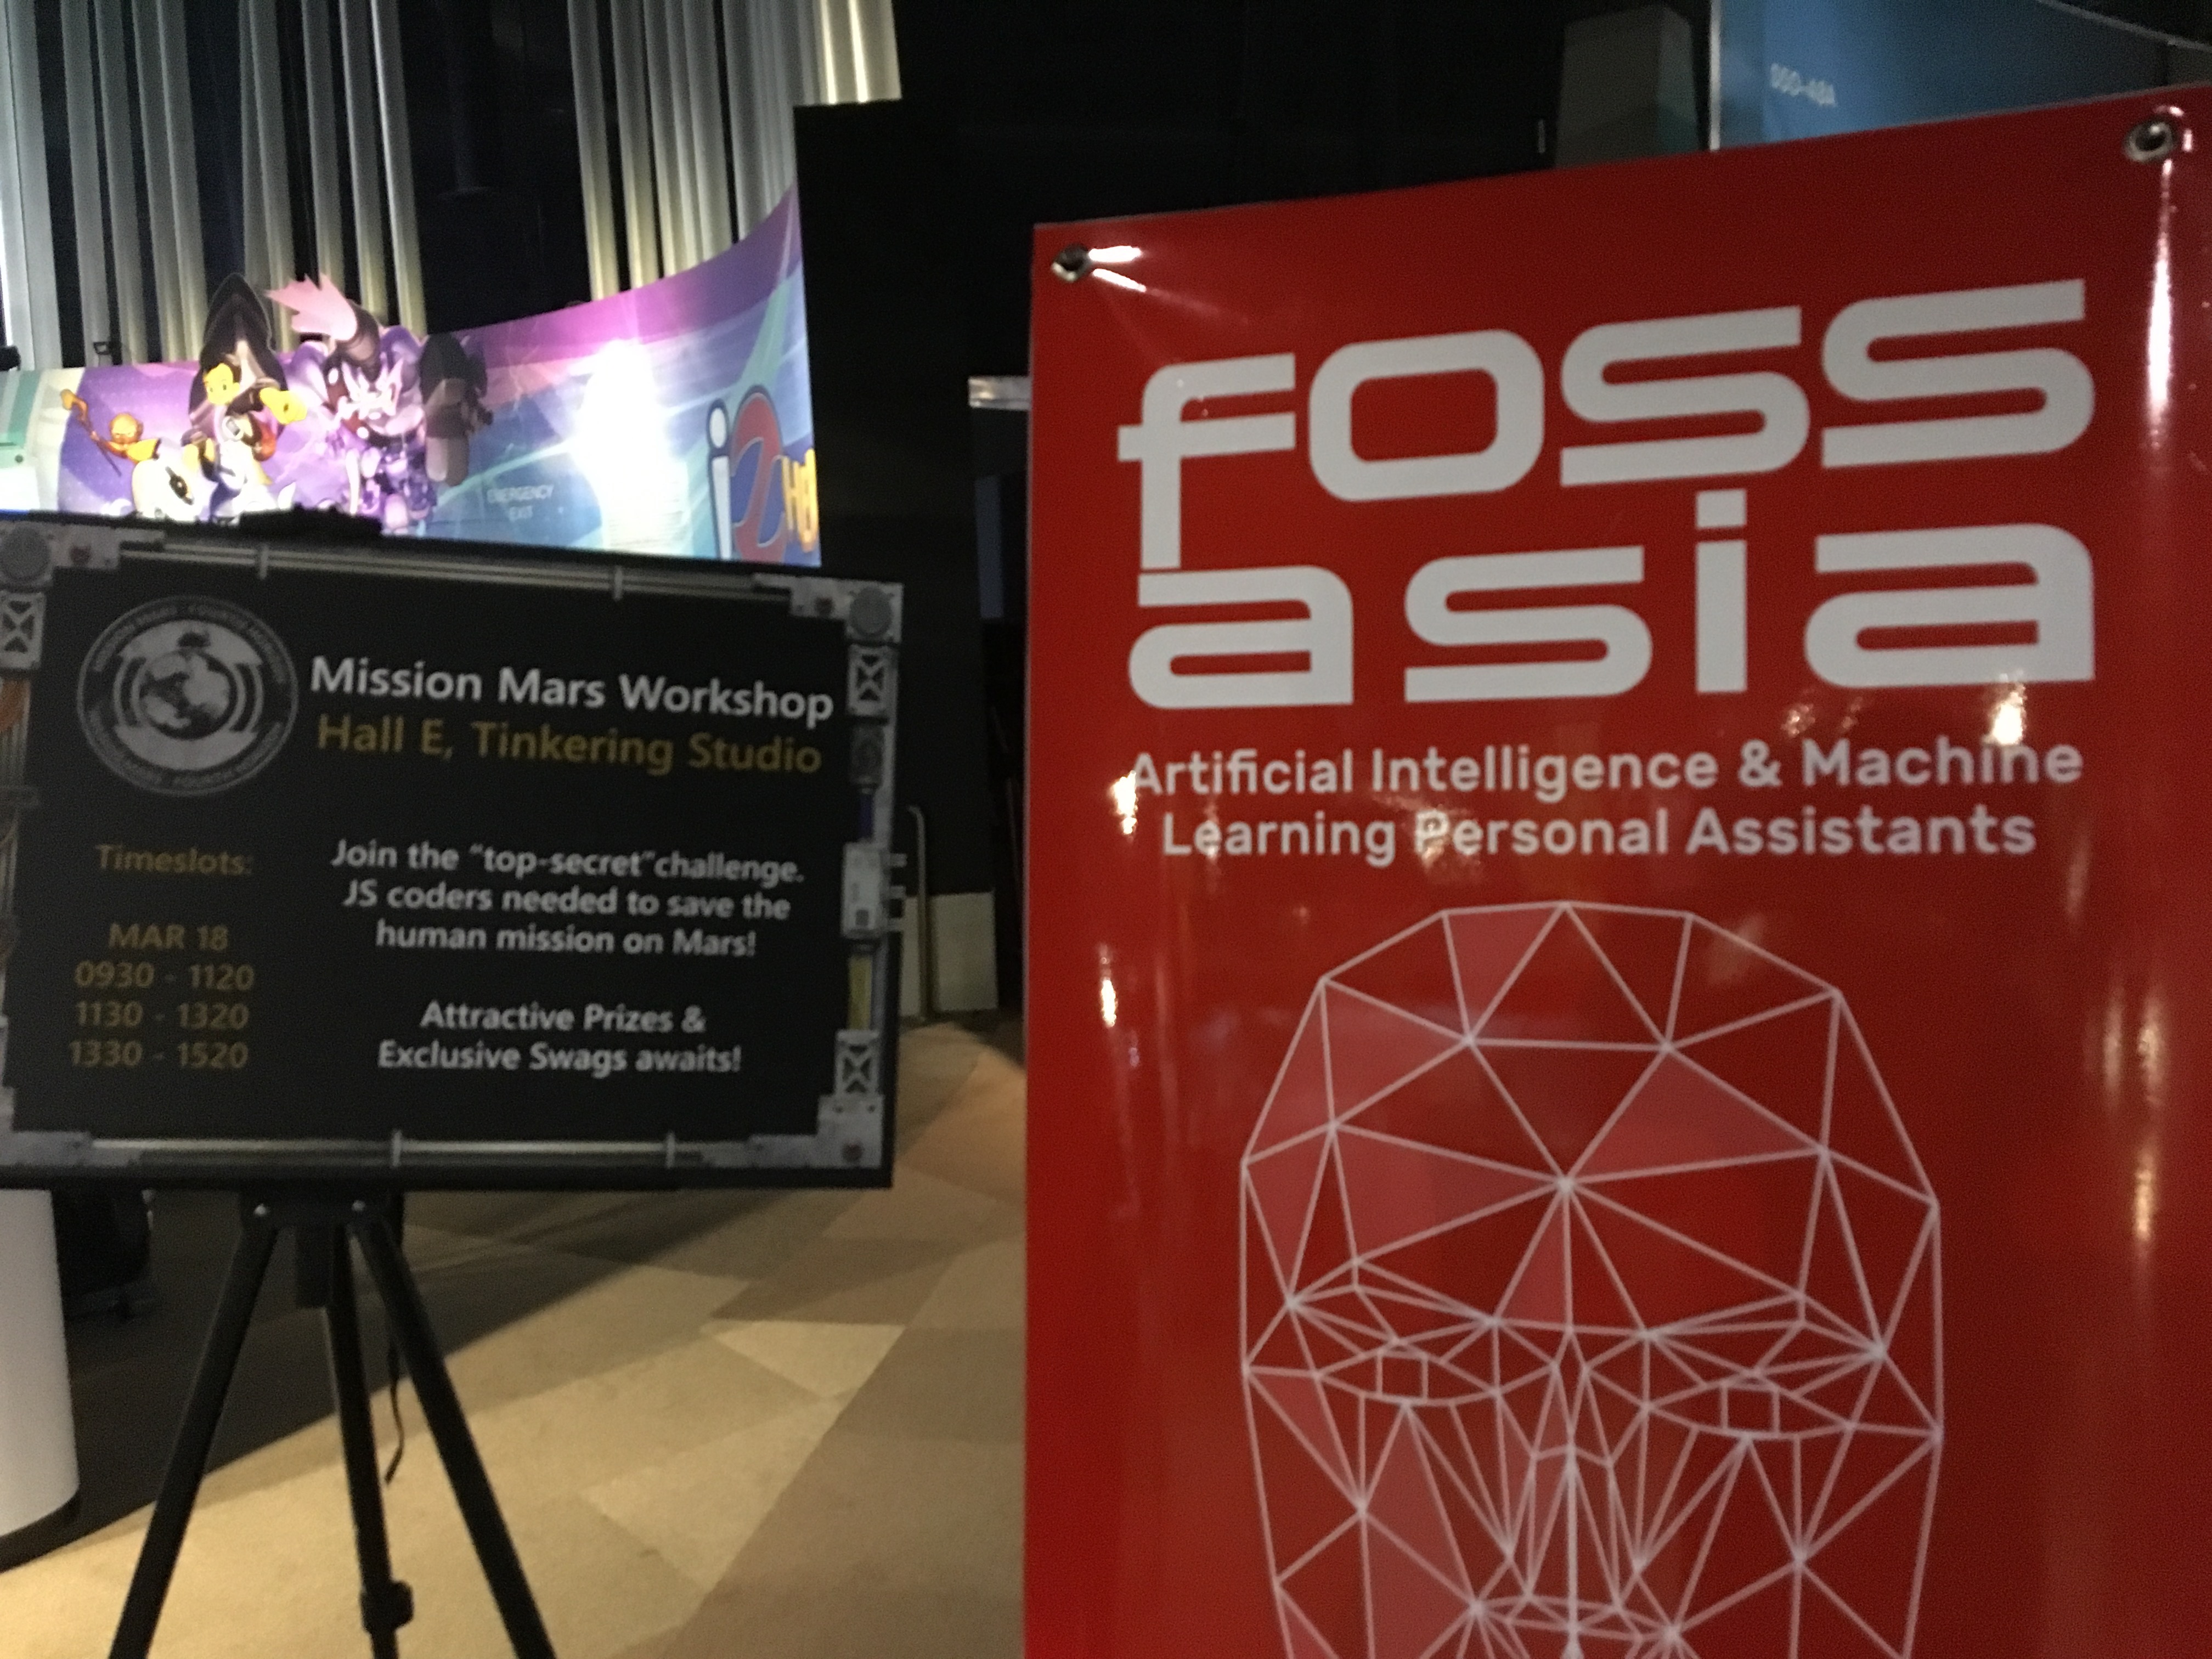 EMERGENCY
EXIT
Mission Mars Workshop
Hall E, Tinkering Studio
Timeslots:
MAR 18
0930 - 1120
1130 - 1320
1330 - 1520
Join the “top-secret”challenge.
JS coders needed to save the
human mission on Mars!
Attractive Prizes &
Exclusive Swags awaits!
foss
asia
Artificial Intelligence & Machine
Learning Personal Assistants